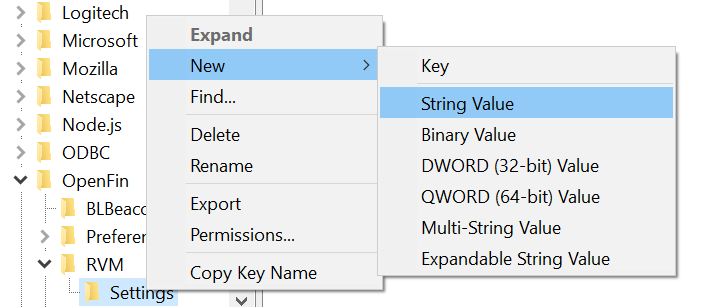 Logitech
Microsoft
Mozilla
Netscape
Node.js
ODBC
OpenFin
BLBeaco
Preferen
RVM
Settings
Expand
New
Find...
Delete
Rename
Export
Permissions...
Copy Key Name
Key
String Value
Binary Value
DWORD (32-bit) Value
QWORD (64-bit) Value
Multi-String Value
Expandable String Value